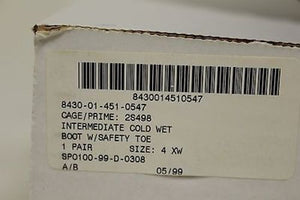 8430014510547
8430-01-451-0547
CAGE/PRIME: 2S498
INTERMEDIATE COLD WET
BOOT W/SAFETY TOE
1 PAIR SIZE: 4 XW
SP0100-99-D-0308
A/B 05/99